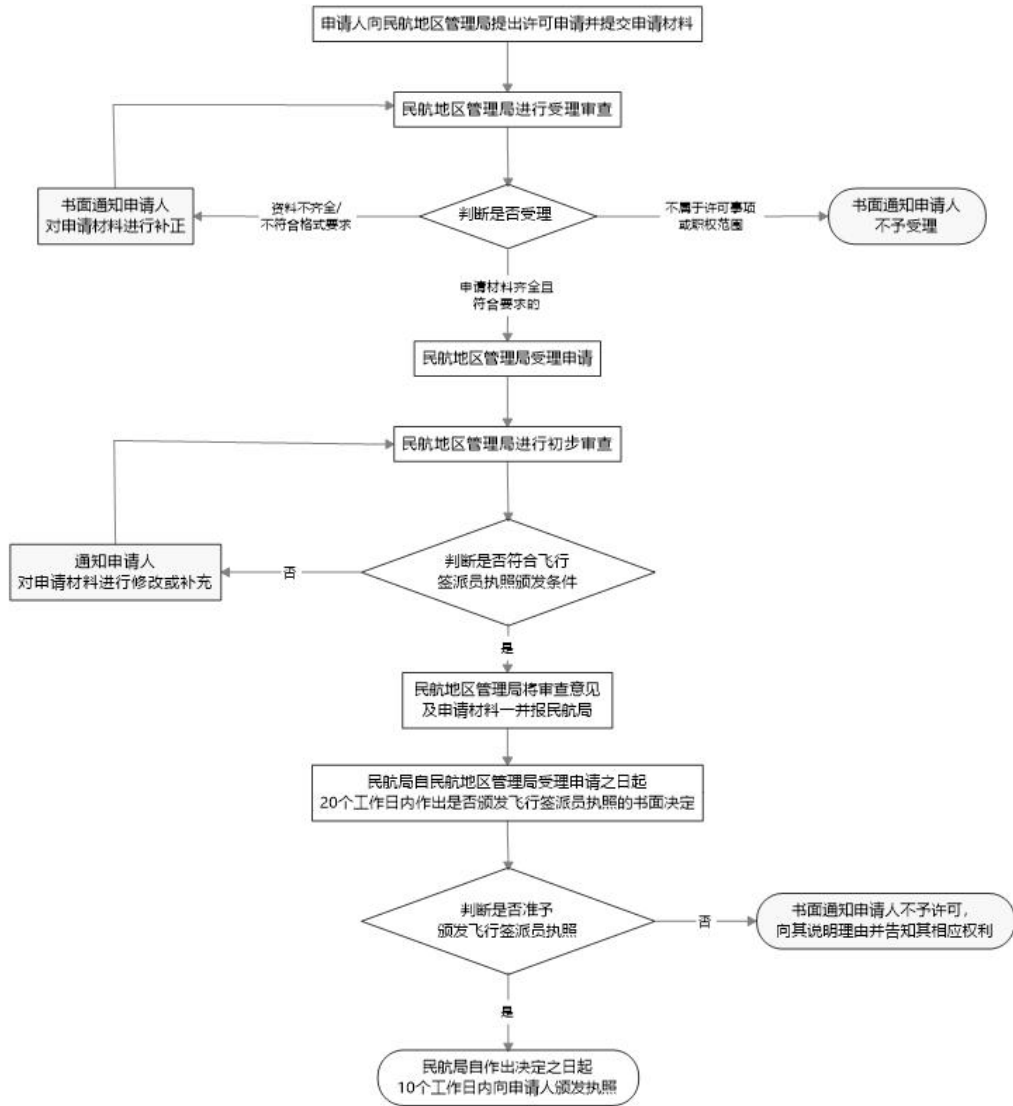 申请人向民航地区管理局提出许可申请并提交申请材料
民航地区管理局进行受理审查
书面通知申请人
对申请材料进行补正
资料不齐全/
不符合格式要求
判断是否受理
不属于许可事项
或职权范围
书面通知申请人
不予受理
申请材料齐全且
符合要求的
民航地区管理局受理申请
民航地区管理局进行初步审查
通知申请人
对申请材料进行修改或补充
否
判断是否符合飞行
签派员执照颁发条件
是
民航地区管理局将审查意见
及申请材料一并报民航局
民航局自民航地区管理局受理申请之日起
20个工作日内作出是否颁发飞行签派员执照的书面决定
判断是否准予
颁发飞行签派员执照
否
书面通知申请人不予许可，
向其说明理由并告知其相应权利
是
民航局自作出决定之日起
10个工作日内向申请人颁发执照